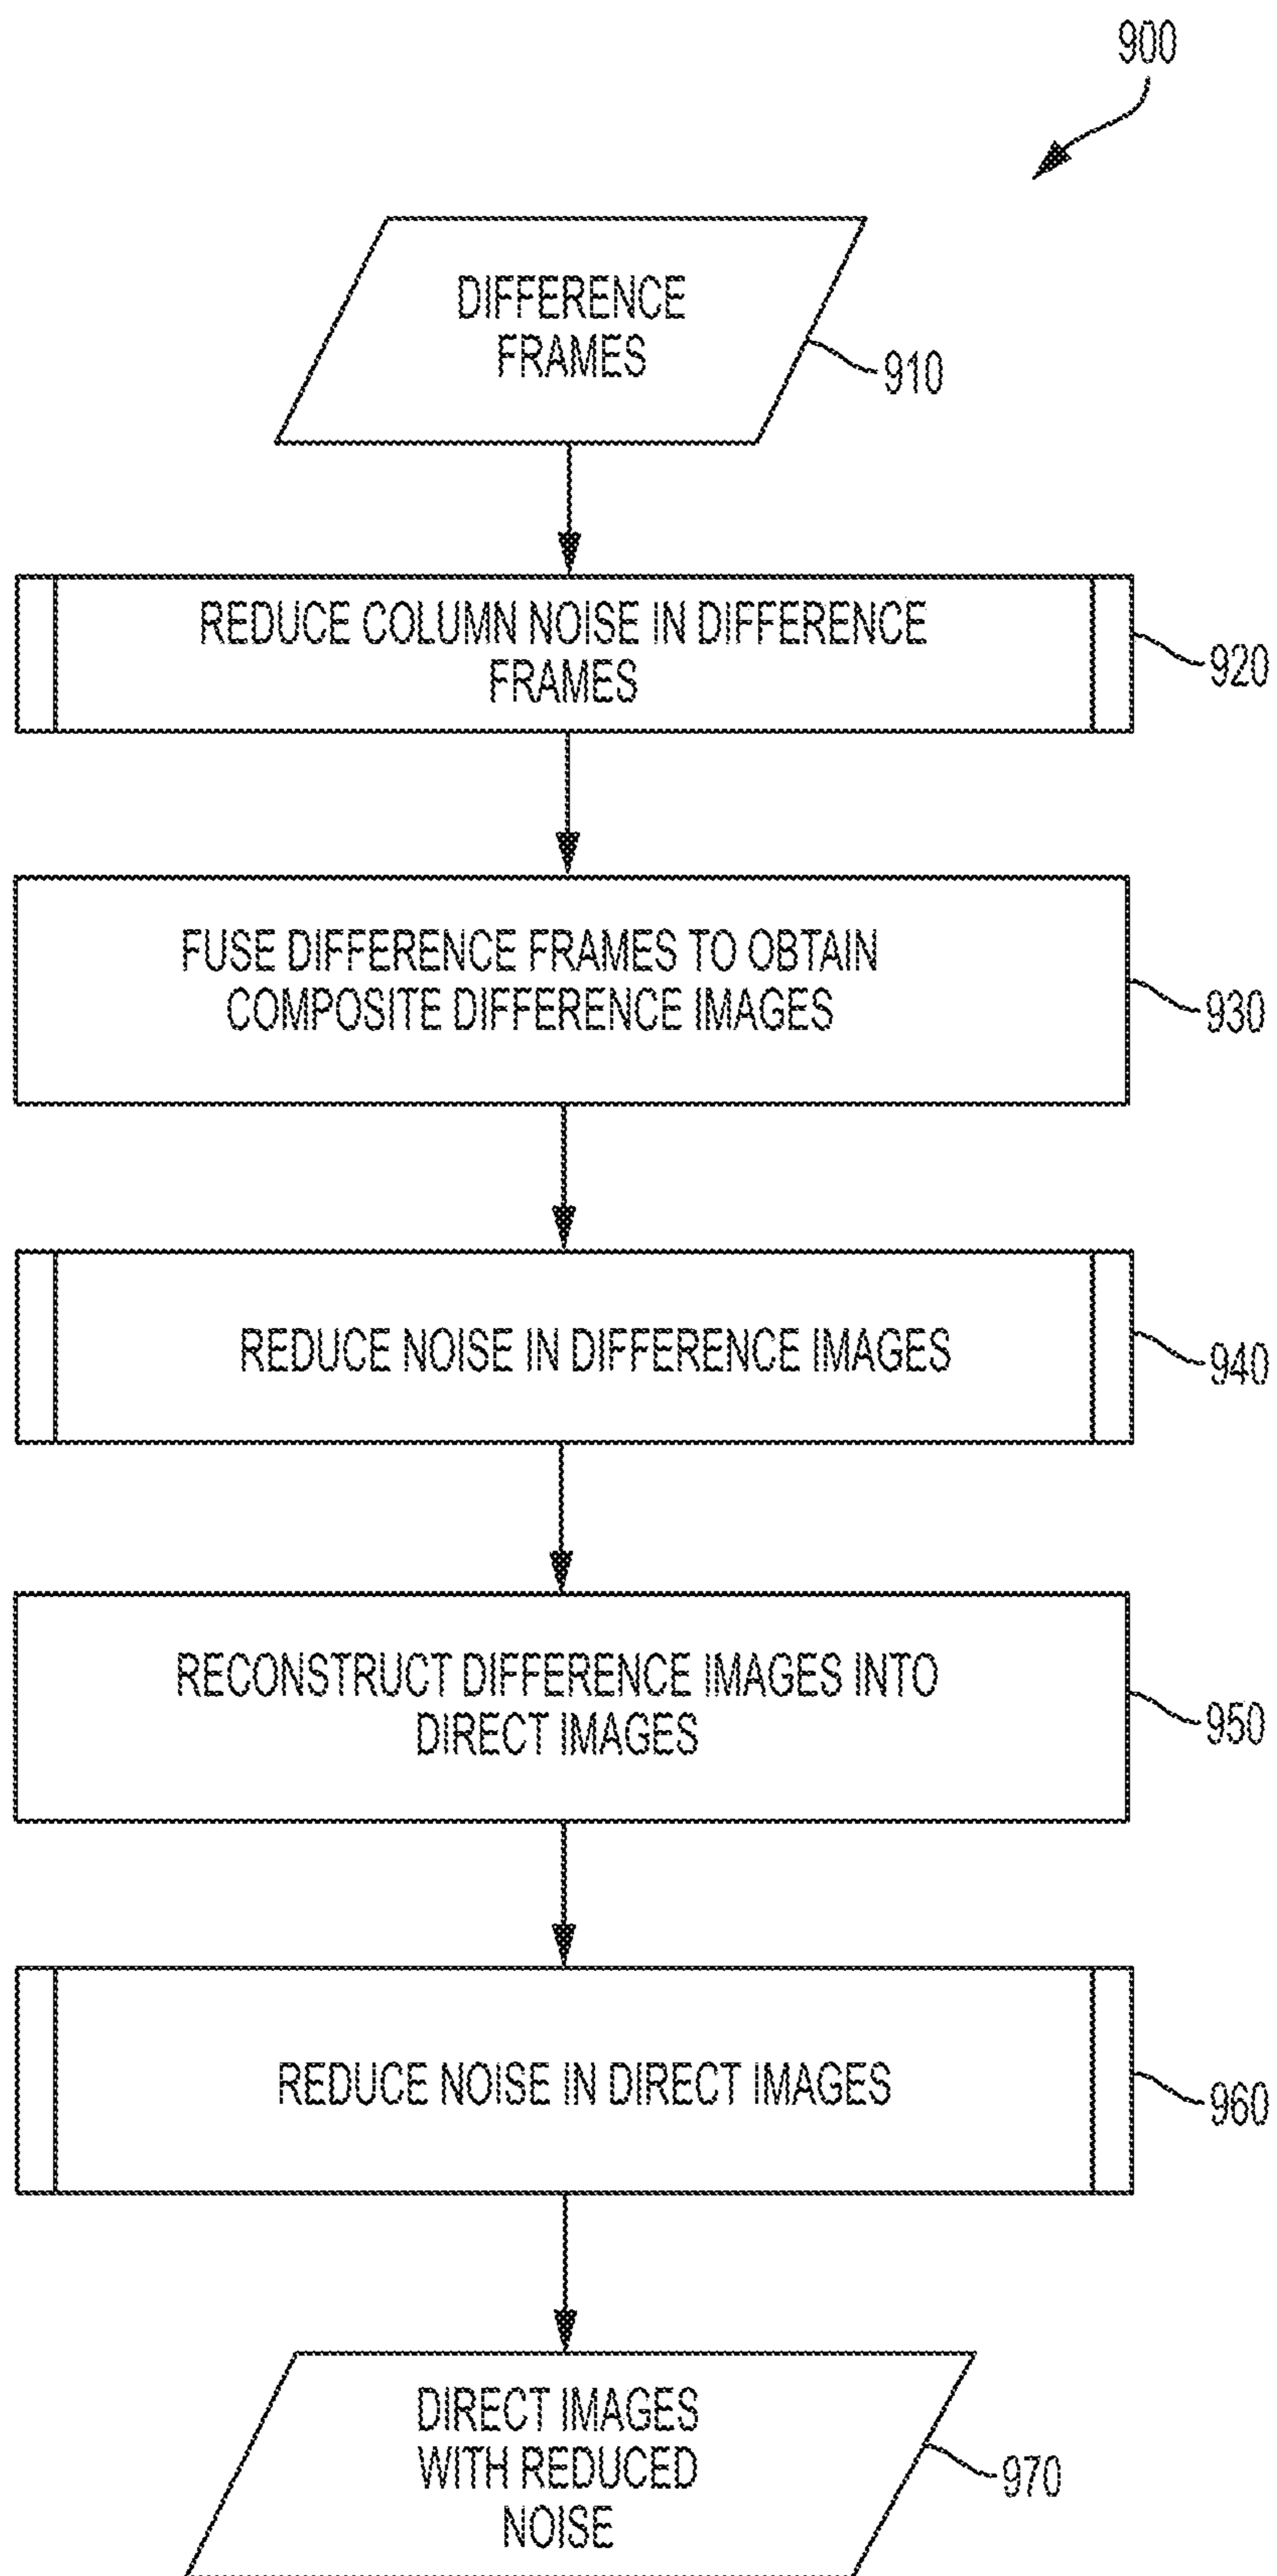 900
DIFFERENCE
FRAMES
910
REDUCE COLUMN NOISE IN DIFFERENCE
FRAMES
920
FUSE DIFFERENCE FRAMES TO OBTAIN
COMPOSITE DIFFERENCE IMAGES
930
REDUCE NOISE IN DIFFERENCE IMAGES
940
RECONSTRUCT DIFFERENCE IMAGES INTO
DIRECT IMAGES
950
REDUCE NOISE IN DIRECT IMAGES
960
DIRECT IMAGES
WITH REDUCED
NOISE
970